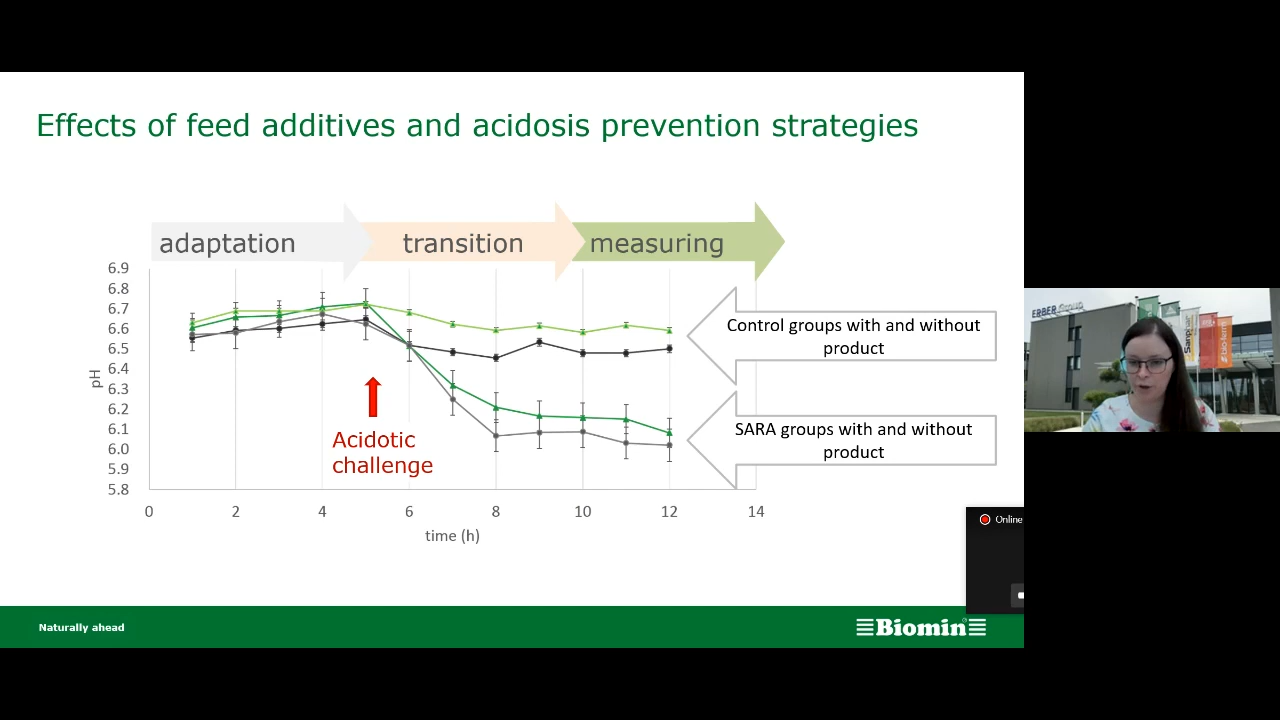 Effects of feed additives and acidosis prevention strategies
adaptation
transition
measuring
6.9
6.8
6.7
6.6
6.5
6.4
6.3
6.2
6.1
6.0
5.9
5.8
pH
0
2
4
6
8
10
12
14
time (h)
Acidotic
challenge
Control groups with and without
product
SARA groups with and without
product
ERBER Group
Sanphar
Online
Naturally ahead
Biomin